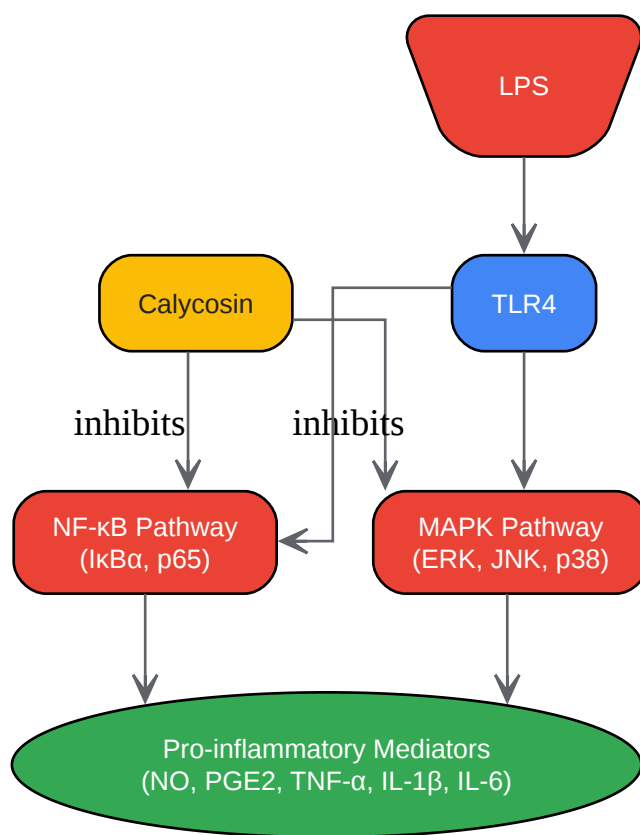 LPS
Calycosin
TLR4
inhibits
inhibits
NF-κB Pathway
(IκBα, p65)
MAPK Pathway
(ERK, JNK, p38)
Pro-inflammatory Mediators
(NO, PGE2, TNF-α, IL-1β, IL-6)